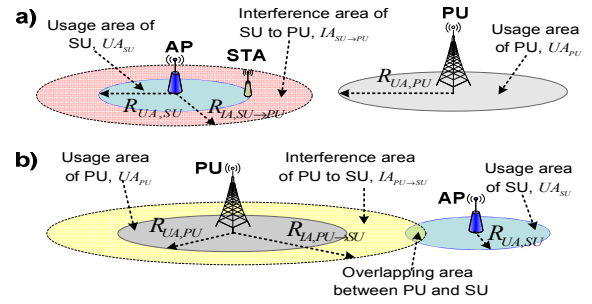 a)
Usage area of
SU, UA_SU
AP
Interference area of
SU to PU, IA_SU→PU
STA
PU
Usage area
of PU, UA_PU
R_UA,SU
R_IA,SU→PU
R_UA,PU
b)
Usage area
of PU, UA_PU
PU
Interference area
of PU to SU, IA_PU→SU
AP
Usage area
of SU, UA_SU
R_UA,PU
R_IA,PU→SU
R_UA,SU
Overlapping area
between PU and SU